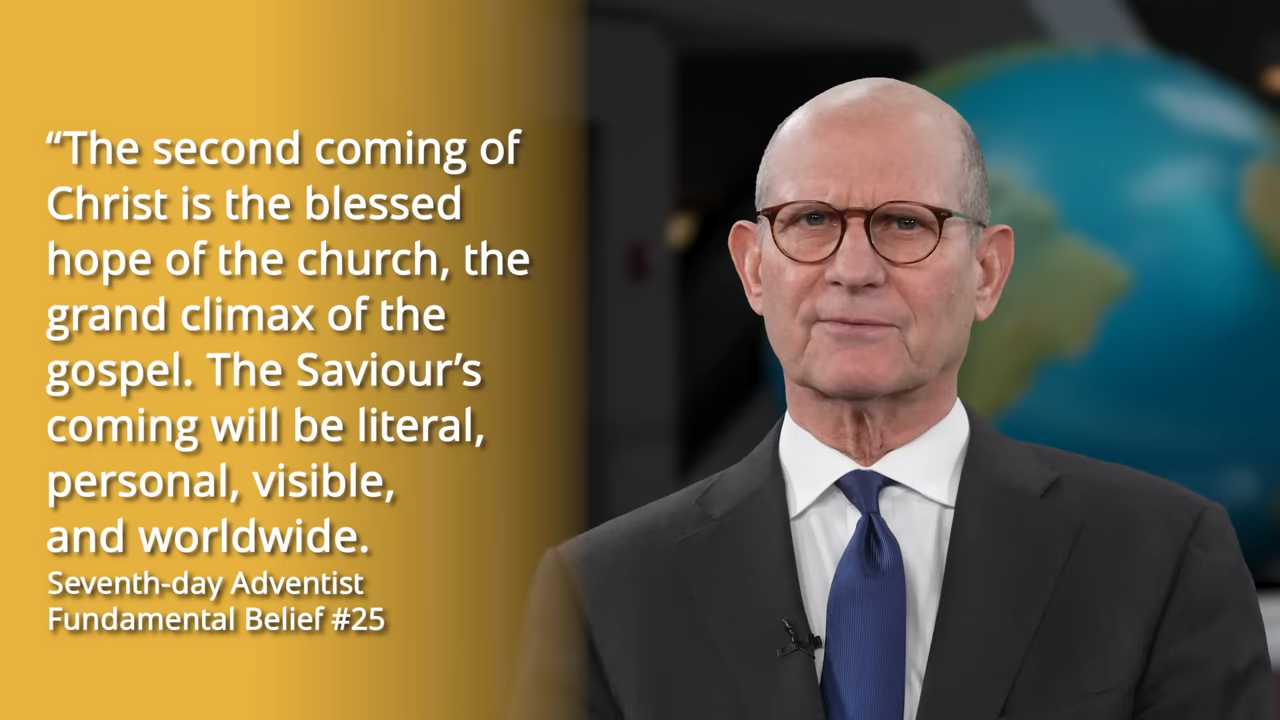 “The second coming of
Christ is the blessed
hope of the church, the
grand climax of the
gospel. The Saviour’s
coming will be literal,
personal, visible,
and worldwide.
Seventh-day Adventist
Fundamental Belief #25